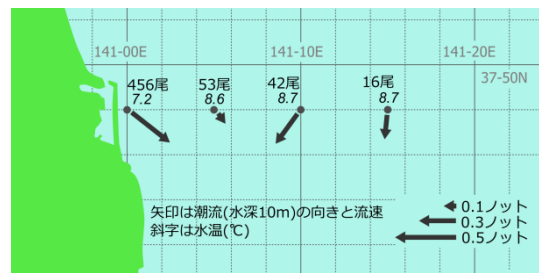 141-00E 141-10E 141-20E
37-50N
456尾 53尾 42尾 16尾
7.2 8.6 8.7 8.7
矢印は潮流(水深10m)の向きと流速
斜字は水温(℃)
0.1ノット
0.3ノット
0.5ノット